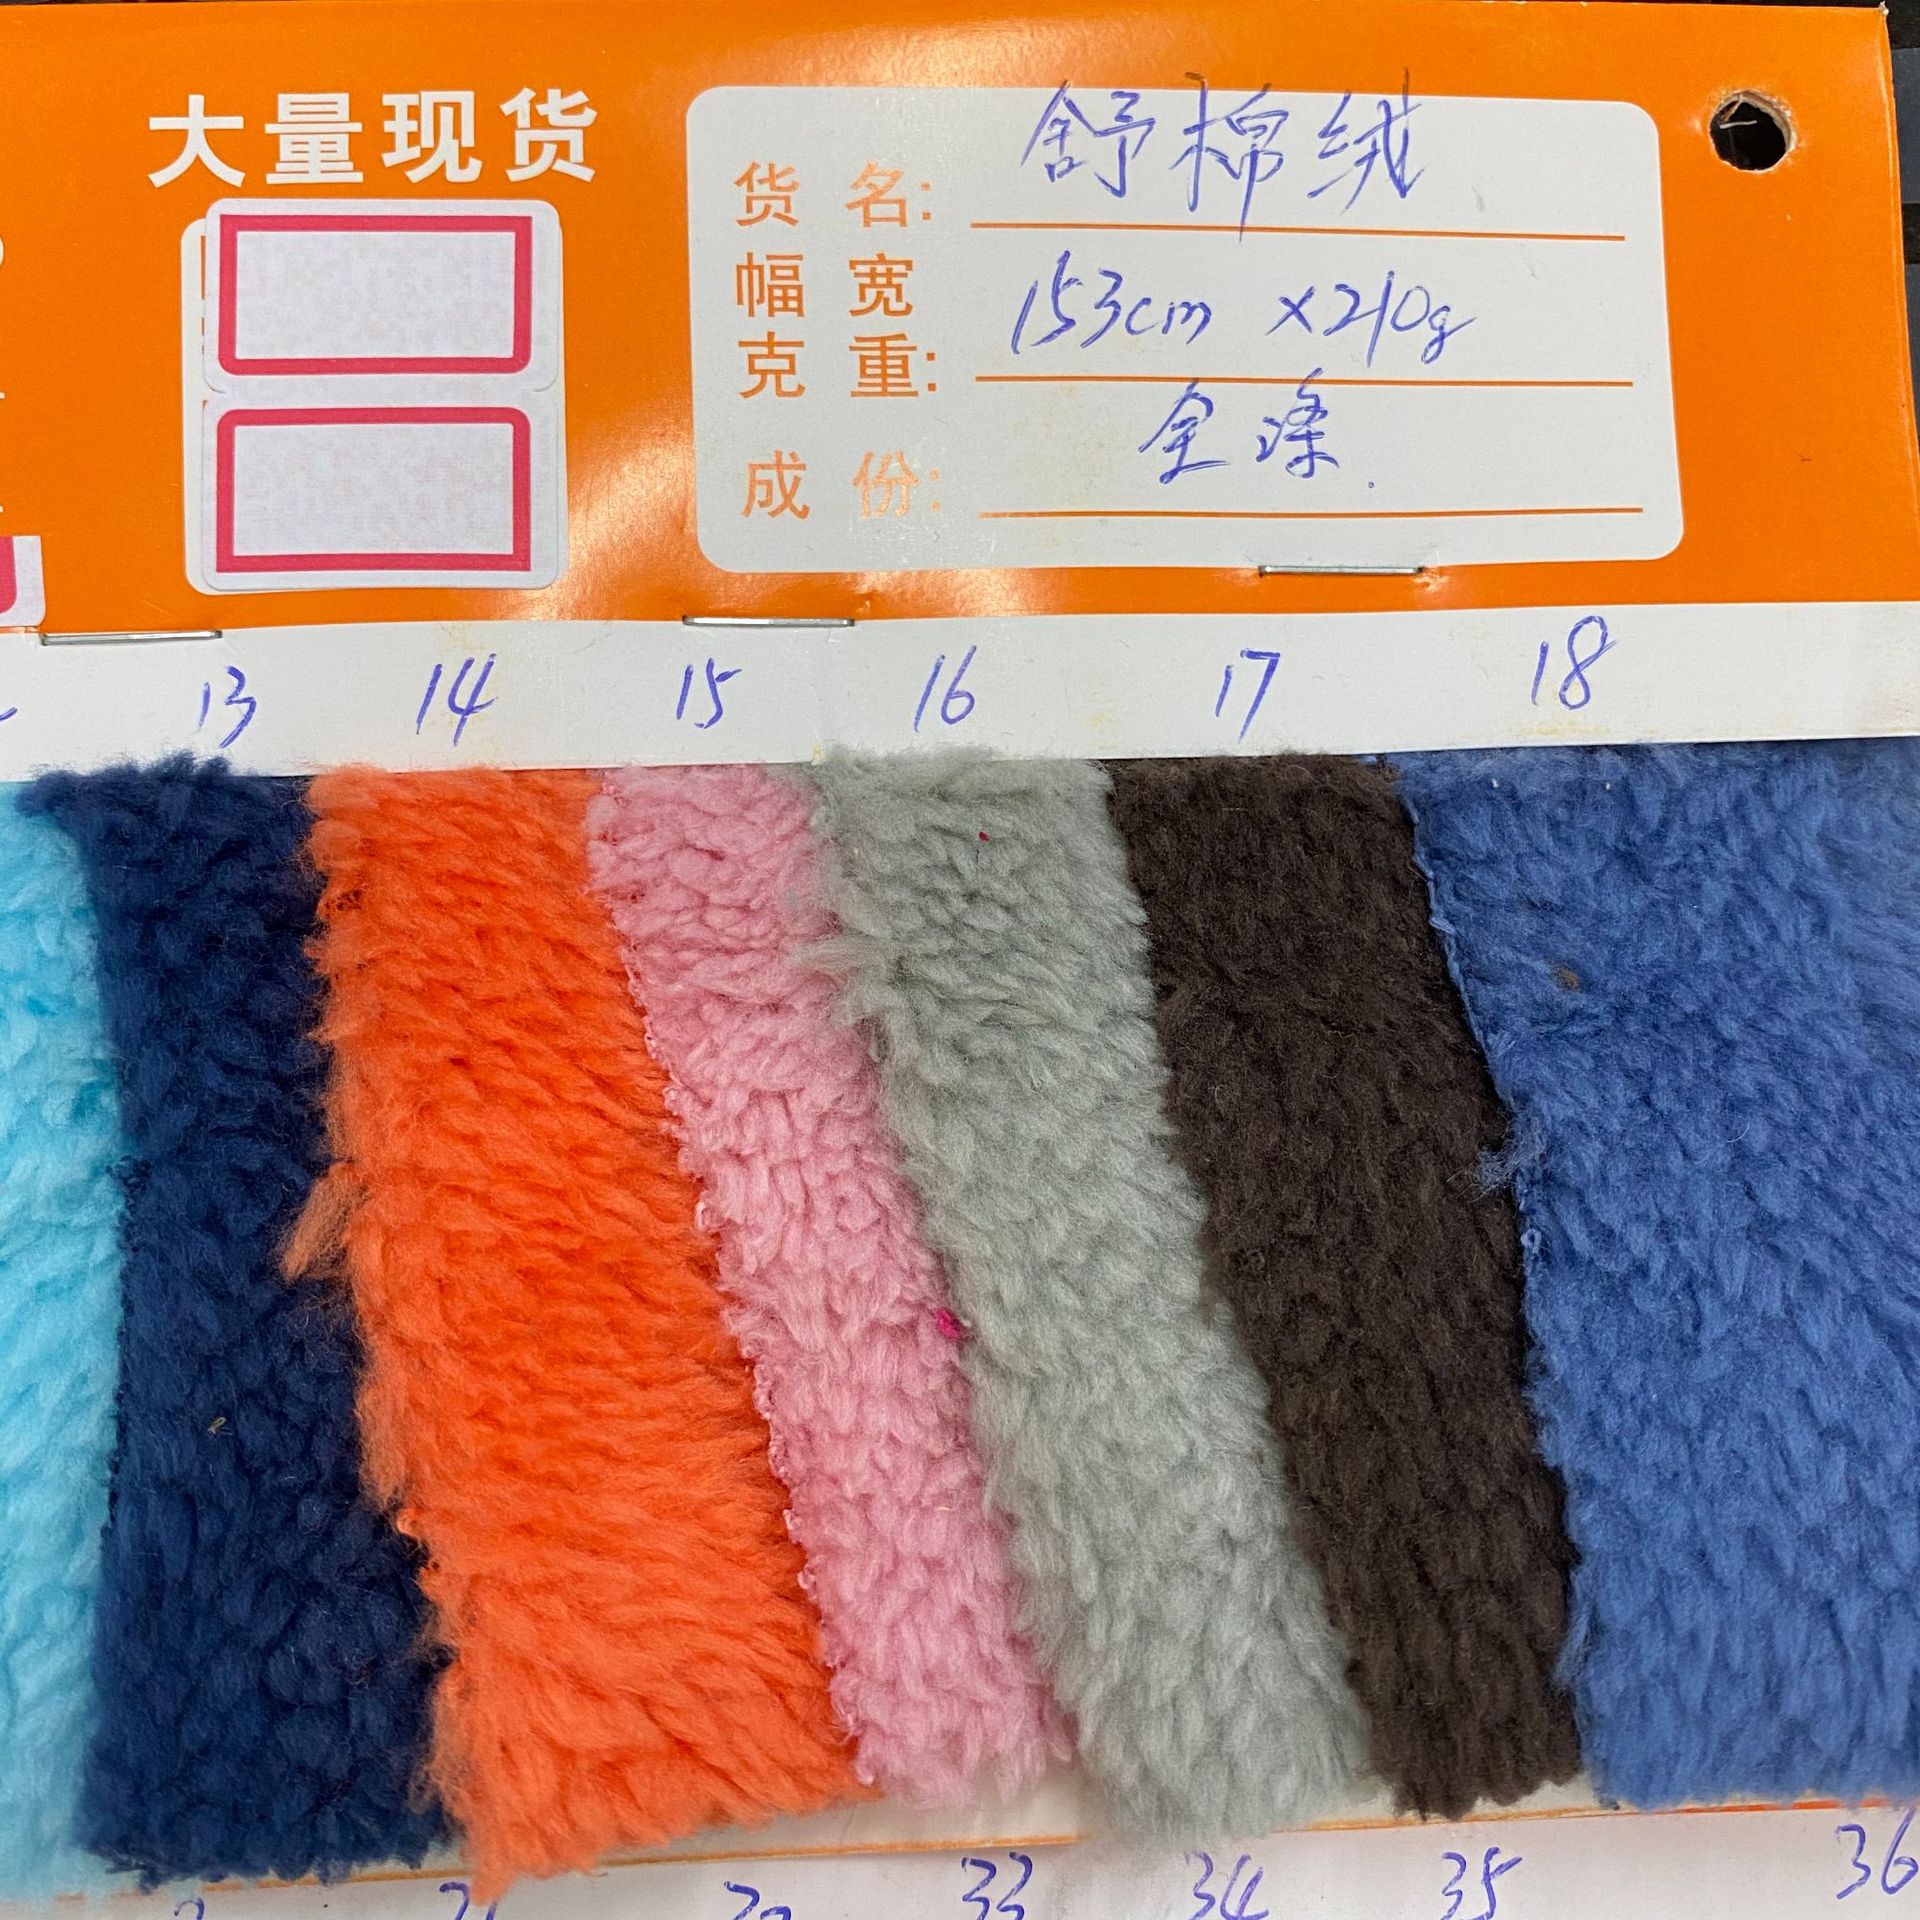 大量现货
货 名: 舒棉绒
幅 宽
克 重: 153cm x210g
成 份: 全涤.
13 14 15 16 17 18
33 34 35 36